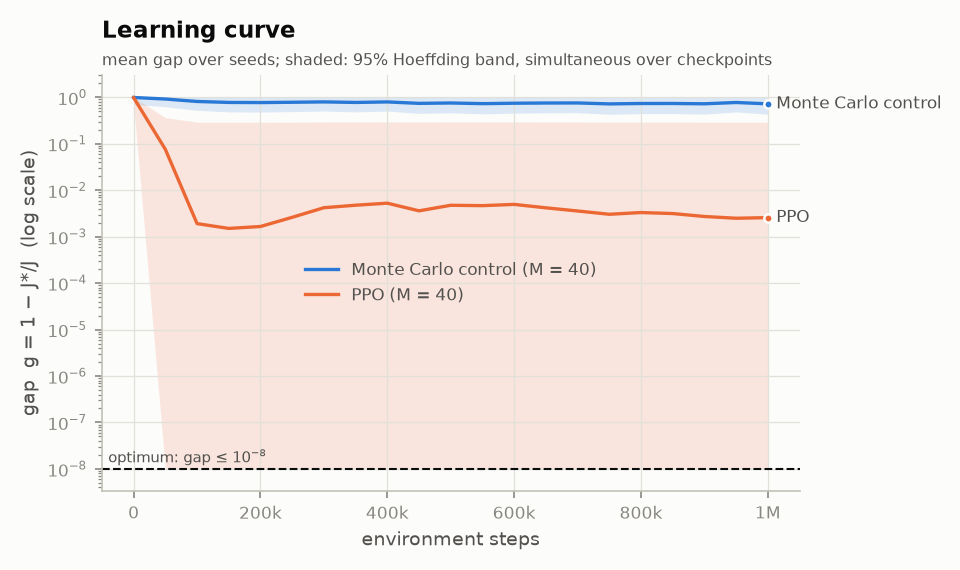 Learning curve
mean gap over seeds; shaded: 95% Hoeffding band, simultaneous over checkpoints
gap g = 1 − J*/J (log scale)
10⁰
10⁻¹
10⁻²
10⁻³
10⁻⁴
10⁻⁵
10⁻⁶
10⁻⁷
10⁻⁸
Monte Carlo control
PPO
Monte Carlo control (M = 40)
PPO (M = 40)
optimum: gap ≤ 10⁻⁸
0 200k 400k 600k 800k 1M
environment steps